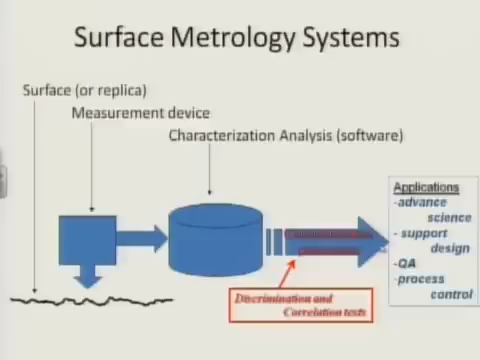 Surface Metrology Systems
Surface (or replica)
Measurement device
Characterization Analysis (software)
Applications
-advance
science
- support
design
-QA
-process
control
Discrimination and
Correlation tests